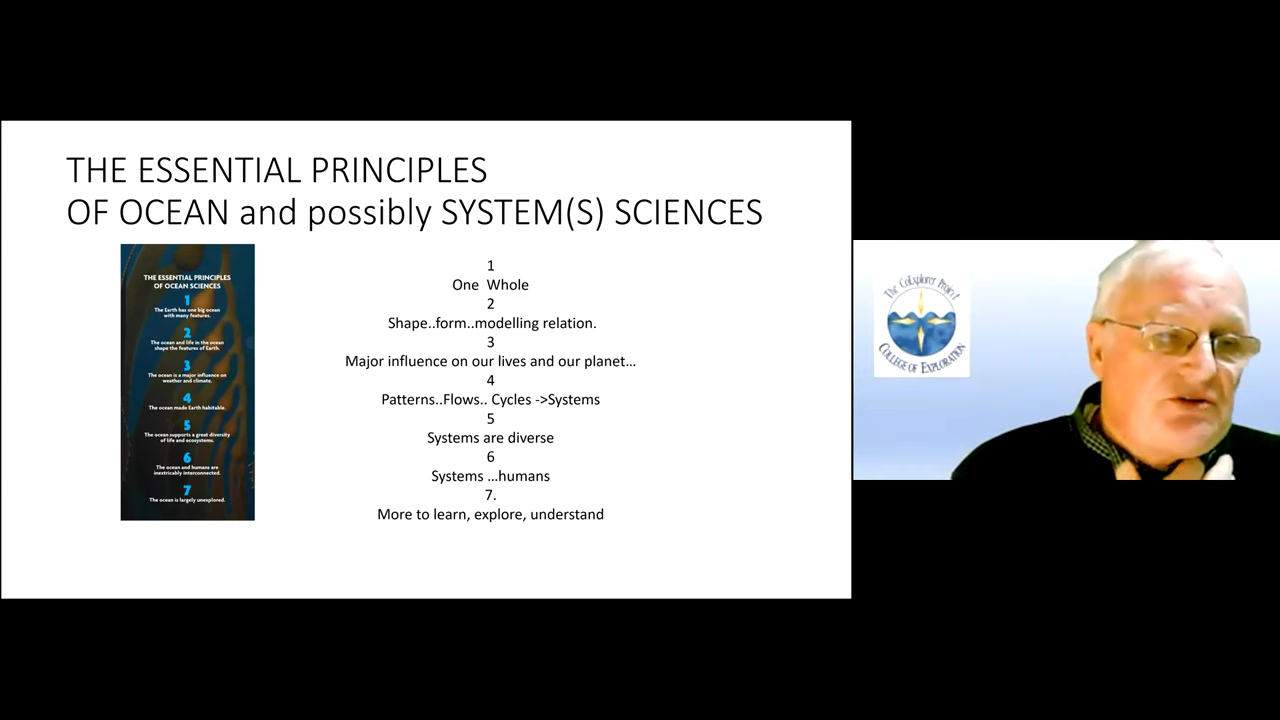 THE ESSENTIAL PRINCIPLES
OF OCEAN and possibly SYSTEM(S) SCIENCES
THE ESSENTIAL PRINCIPLES
OF OCEAN SCIENCES
1
The Earth has one big ocean
with many features.
2
The ocean and life in the ocean
shape the features of Earth.
3
The ocean is a major influence on
weather and climate.
4
The ocean made Earth habitable.
5
The ocean supports a great diversity
of life and ecosystems.
6
The ocean and humans are
inextricably interconnected.
7
The ocean is largely unexplored.
1
One  Whole
2
Shape..form..modelling relation.
3
Major influence on our lives and our planet...
4
Patterns..Flows.. Cycles ->Systems
5
Systems are diverse
6
Systems ...humans
7.
More to learn, explore, understand
The CoExplorer Project
COLLEGE OF EXPLORATION